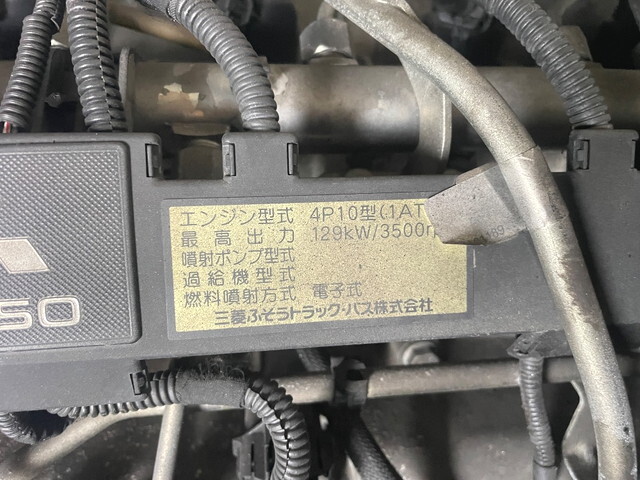 エンジン型式 4P10型(1AT
最高出力 129kW/3500r
噴射ポンプ型式
過給機型式
燃料噴射方式 電子式
三菱ふそうトラック・バス株式会社
50